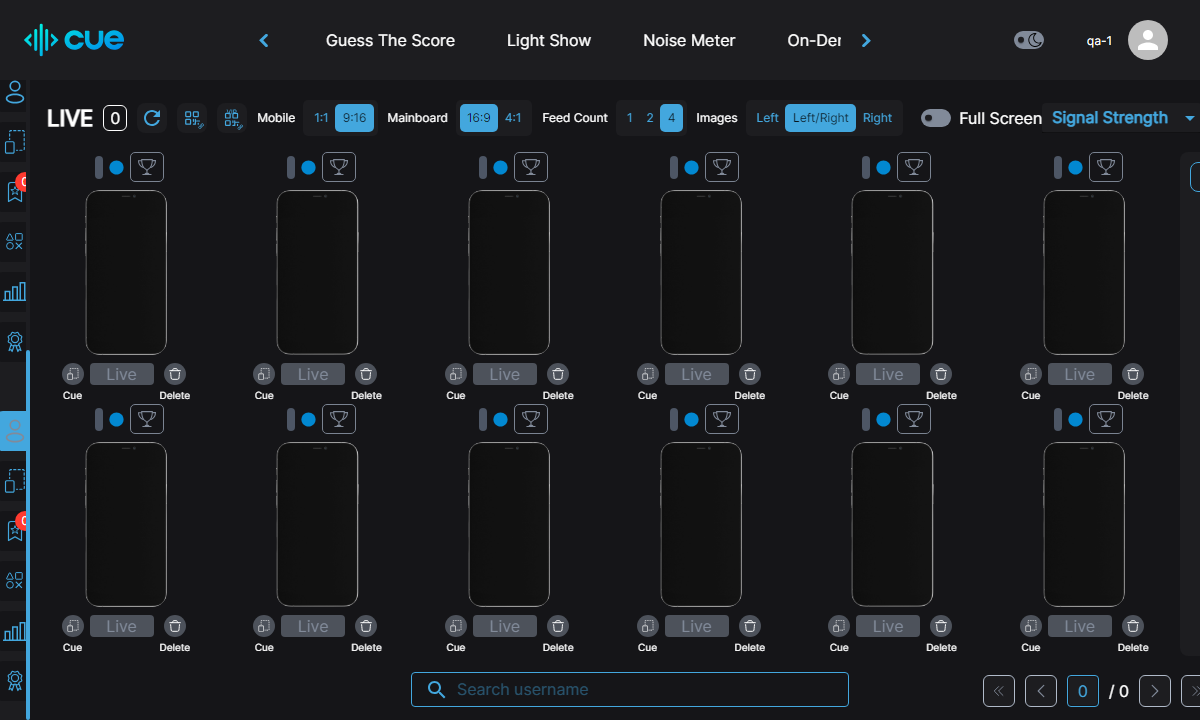 cue
Guess The Score
Light Show
Noise Meter
On-Der
qa-1
LIVE 0
Mobile 1:1 9:16
Mainboard 16:9 4:1
Feed Count 1 2 4
Images Left Left/Right Right
Full Screen
Signal Strength
Live Live Live Live Live Live
Cue Delete Cue Delete Cue Delete Cue Delete Cue Delete Cue Delete
Live Live Live Live Live Live
Cue Delete Cue Delete Cue Delete Cue Delete Cue Delete Cue Delete
Search username
0 / 0